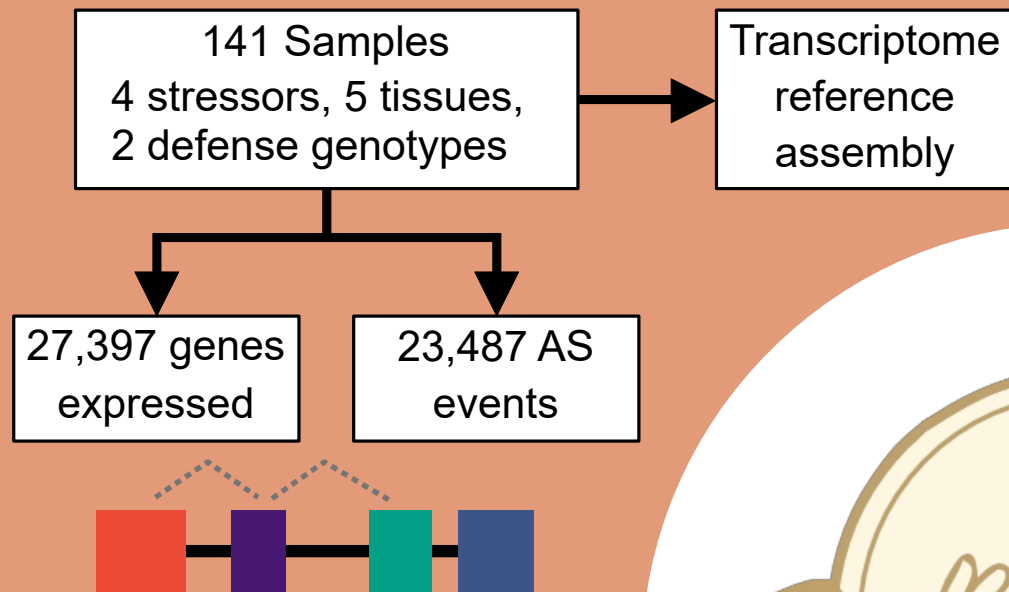 141 Samples
4 stressors, 5 tissues,
2 defense genotypes
Transcriptome
reference
assembly
27,397 genes
expressed
23,487 AS
events